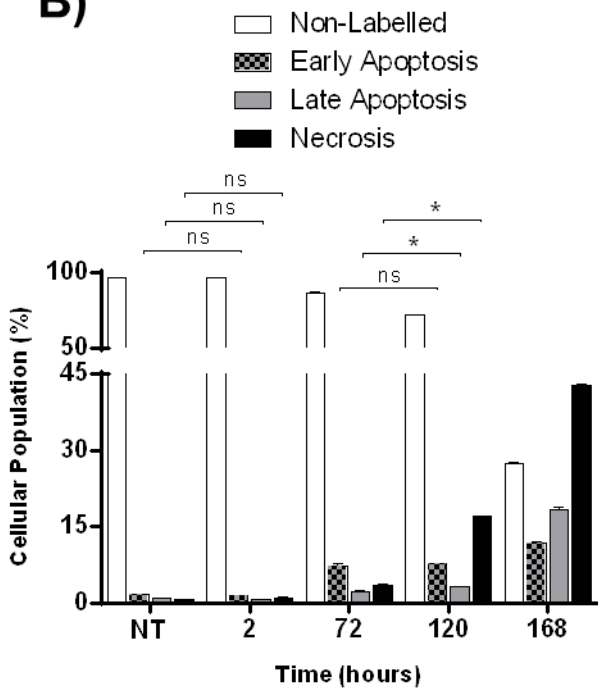 B)
Non-Labelled
Early Apoptosis
Late Apoptosis
Necrosis
ns
ns
ns
*
*
ns
100
50
45
30
15
0
Cellular Population (%)
NT 2 72 120 168
Time (hours)